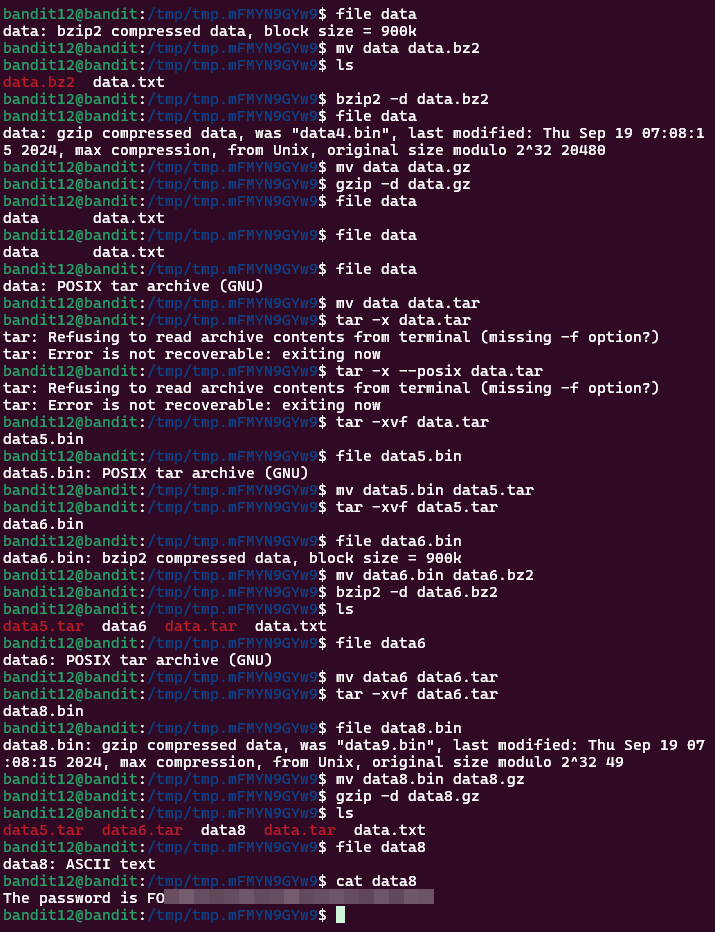 bandit12@bandit:/tmp/tmp.mFMYN9GYw9$ file data
data: bzip2 compressed data, block size = 900k
bandit12@bandit:/tmp/tmp.mFMYN9GYw9$ mv data data.bz2
bandit12@bandit:/tmp/tmp.mFMYN9GYw9$ ls
data.bz2  data.txt
bandit12@bandit:/tmp/tmp.mFMYN9GYw9$ bzip2 -d data.bz2
bandit12@bandit:/tmp/tmp.mFMYN9GYw9$ file data
data: gzip compressed data, was "data4.bin", last modified: Thu Sep 19 07:08:1
5 2024, max compression, from Unix, original size modulo 2^32 20480
bandit12@bandit:/tmp/tmp.mFMYN9GYw9$ mv data data.gz
bandit12@bandit:/tmp/tmp.mFMYN9GYw9$ gzip -d data.gz
bandit12@bandit:/tmp/tmp.mFMYN9GYw9$ file data
data      data.txt
bandit12@bandit:/tmp/tmp.mFMYN9GYw9$ file data
data      data.txt
bandit12@bandit:/tmp/tmp.mFMYN9GYw9$ file data
data: POSIX tar archive (GNU)
bandit12@bandit:/tmp/tmp.mFMYN9GYw9$ mv data data.tar
bandit12@bandit:/tmp/tmp.mFMYN9GYw9$ tar -x data.tar
tar: Refusing to read archive contents from terminal (missing -f option?)
tar: Error is not recoverable: exiting now
bandit12@bandit:/tmp/tmp.mFMYN9GYw9$ tar -x --posix data.tar
tar: Refusing to read archive contents from terminal (missing -f option?)
tar: Error is not recoverable: exiting now
bandit12@bandit:/tmp/tmp.mFMYN9GYw9$ tar -xvf data.tar
data5.bin
bandit12@bandit:/tmp/tmp.mFMYN9GYw9$ file data5.bin
data5.bin: POSIX tar archive (GNU)
bandit12@bandit:/tmp/tmp.mFMYN9GYw9$ mv data5.bin data5.tar
bandit12@bandit:/tmp/tmp.mFMYN9GYw9$ tar -xvf data5.tar
data6.bin
bandit12@bandit:/tmp/tmp.mFMYN9GYw9$ file data6.bin
data6.bin: bzip2 compressed data, block size = 900k
bandit12@bandit:/tmp/tmp.mFMYN9GYw9$ mv data6.bin data6.bz2
bandit12@bandit:/tmp/tmp.mFMYN9GYw9$ bzip2 -d data6.bz2
bandit12@bandit:/tmp/tmp.mFMYN9GYw9$ ls
data5.tar  data6  data.tar  data.txt
bandit12@bandit:/tmp/tmp.mFMYN9GYw9$ file data6
data6: POSIX tar archive (GNU)
bandit12@bandit:/tmp/tmp.mFMYN9GYw9$ mv data6 data6.tar
bandit12@bandit:/tmp/tmp.mFMYN9GYw9$ tar -xvf data6.tar
data8.bin
bandit12@bandit:/tmp/tmp.mFMYN9GYw9$ file data8.bin
data8.bin: gzip compressed data, was "data9.bin", last modified: Thu Sep 19 07
:08:15 2024, max compression, from Unix, original size modulo 2^32 49
bandit12@bandit:/tmp/tmp.mFMYN9GYw9$ mv data8.bin data8.gz
bandit12@bandit:/tmp/tmp.mFMYN9GYw9$ gzip -d data8.gz
bandit12@bandit:/tmp/tmp.mFMYN9GYw9$ ls
data5.tar  data6.tar  data8  data.tar  data.txt
bandit12@bandit:/tmp/tmp.mFMYN9GYw9$ file data8
data8: ASCII text
bandit12@bandit:/tmp/tmp.mFMYN9GYw9$ cat data8
The password is FO
bandit12@bandit:/tmp/tmp.mFMYN9GYw9$